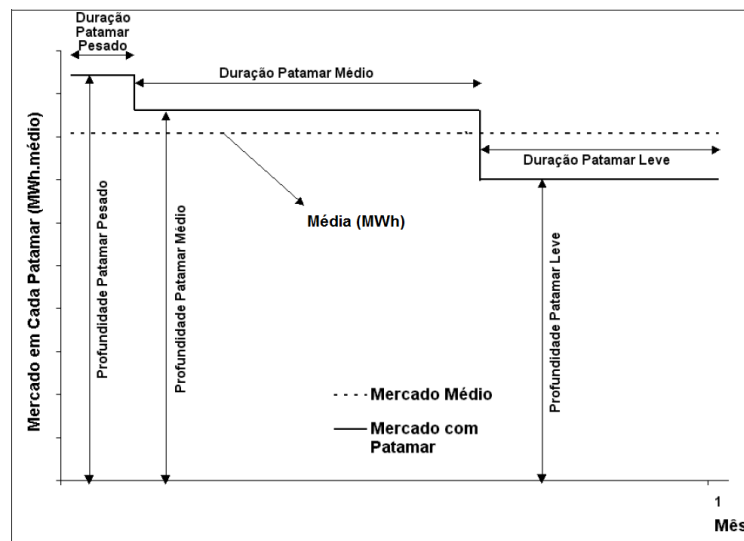 Duração
Patamar
Pesado
Duração Patamar Médio
Duração Patamar Leve
Média (MWh)
Mercado em Cada Patamar (MWh.médio)
Profundidade Patamar Pesado
Profundidade Patamar Médio
Profundidade Patamar Leve
Mercado Médio
Mercado com
Patamar
1
Mês